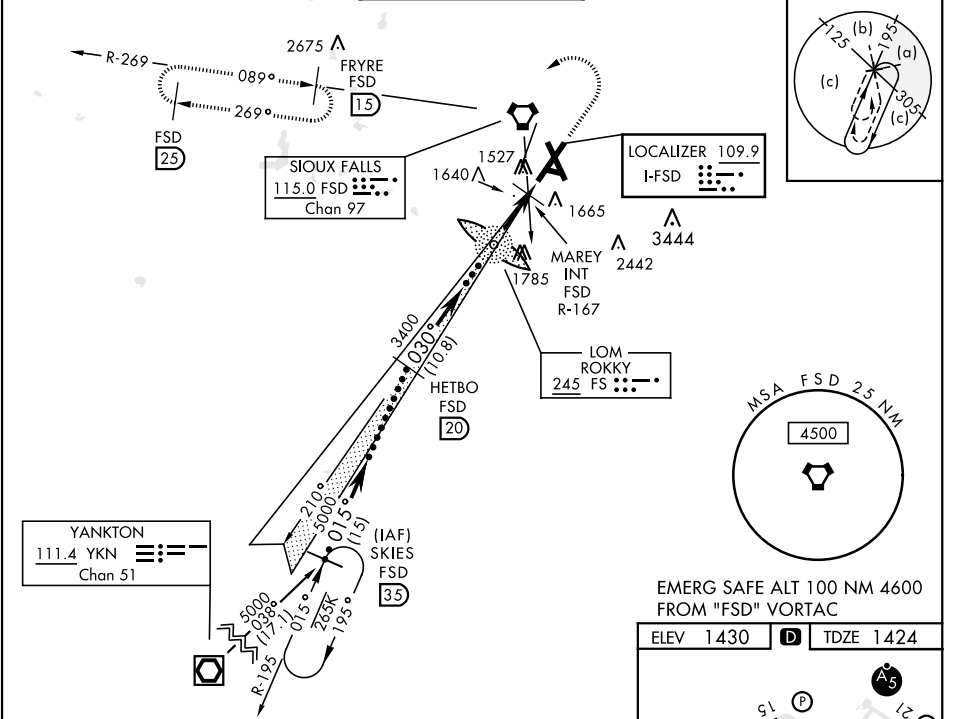 R-269
089°
269°
2675
FRYRE
FSD
15
FSD
25
SIOUX FALLS
115.0 FSD
Chan 97
1527
1640
1665
LOCALIZER 109.9
I-FSD
3444
2442
1785
MAREY
INT
FSD
R-167
LOM
ROKKY
245 FS
3400
030°
(10.8)
HETBO
FSD
20
210°
5000
015°
(15)
(IAF)
SKIES
FSD
35
YANKTON
111.4 YKN
Chan 51
5000
038°
(17.1)
015°
265K
195°
R-195
125
(b)
195
(a)
(c)
305
(c)
MSA FSD 25 NM
4500
EMERG SAFE ALT 100 NM 4600
FROM "FSD" VORTAC
ELEV 1430 D TDZE 1424
A5
P
15
21